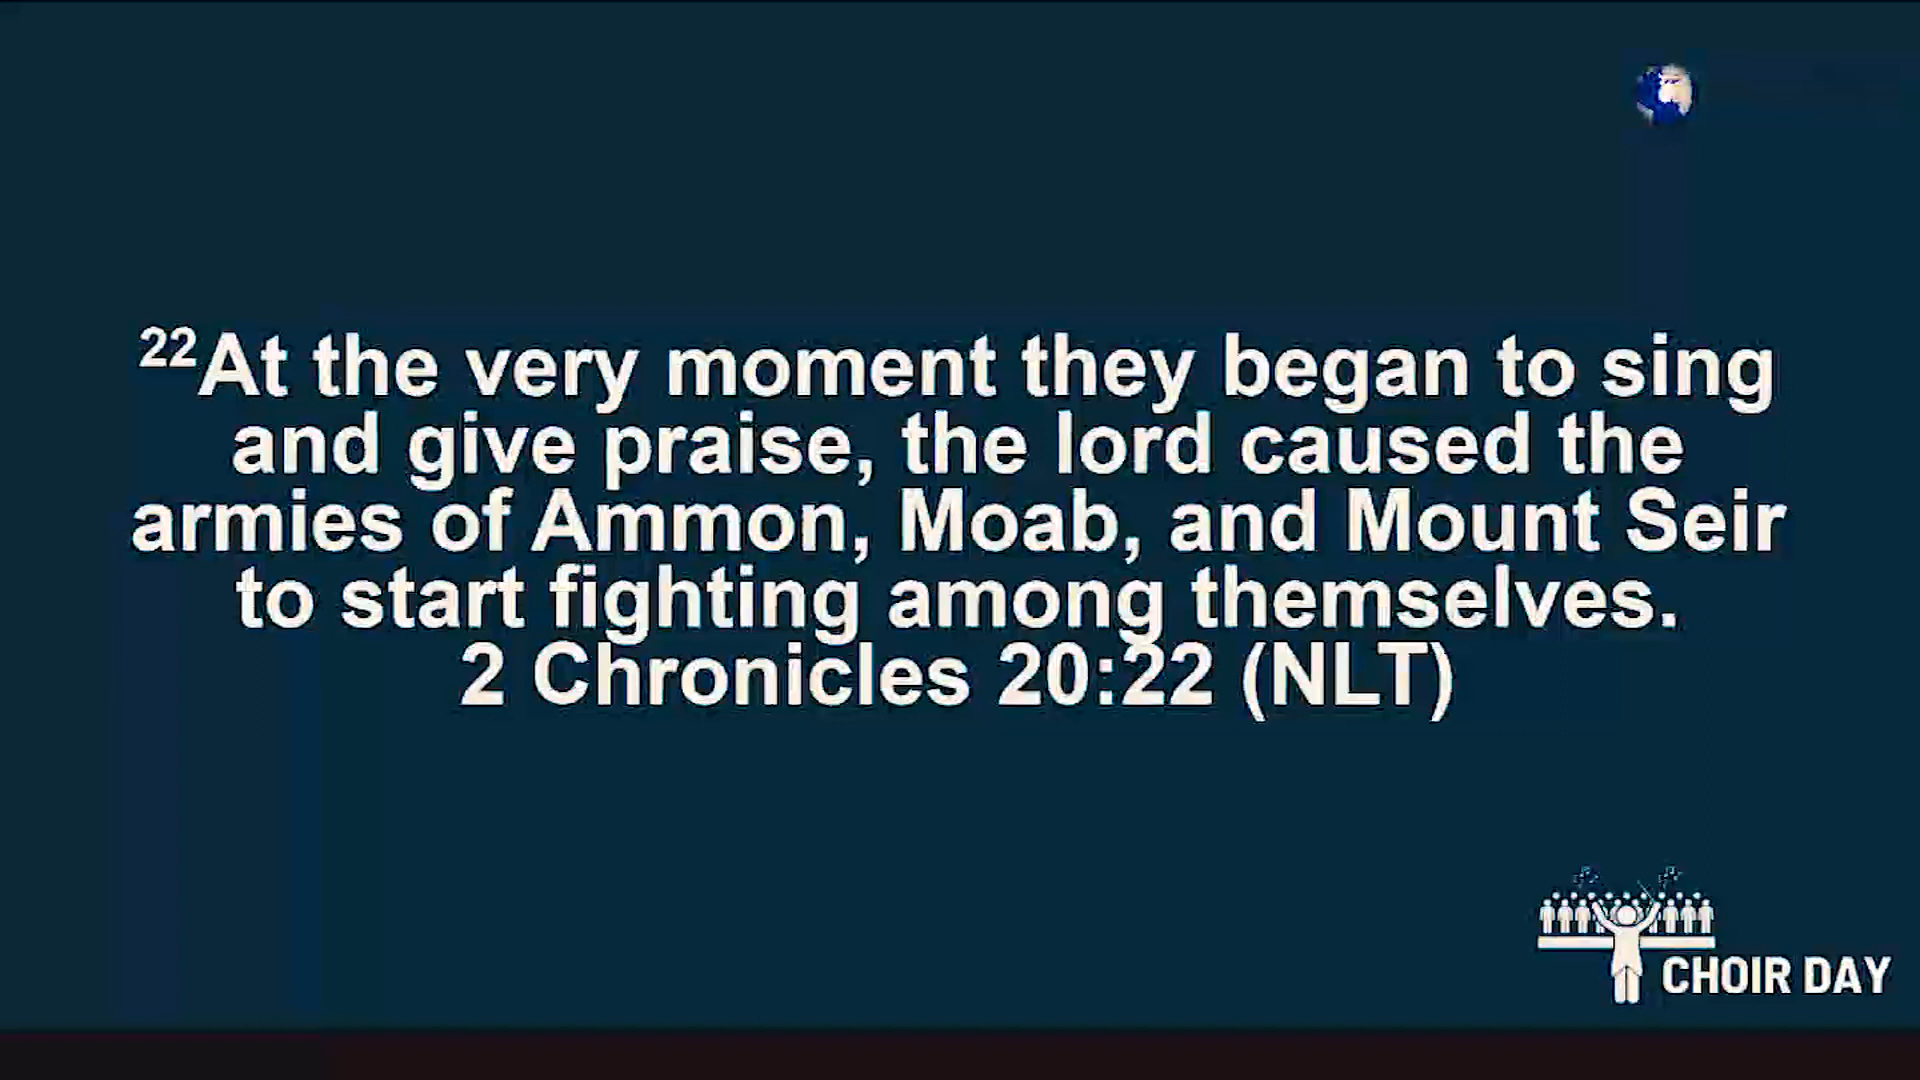 22At the very moment they began to sing
and give praise, the lord caused the
armies of Ammon, Moab, and Mount Seir
to start fighting among themselves.
2 Chronicles 20:22 (NLT)
CHOIR DAY